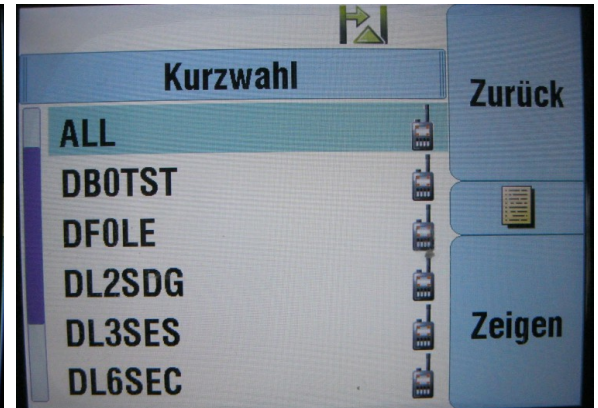 Kurzwahl
Zurück
ALL
DB0TST
DF0LE
DL2SDG
DL3SES
DL6SEC
Zeigen